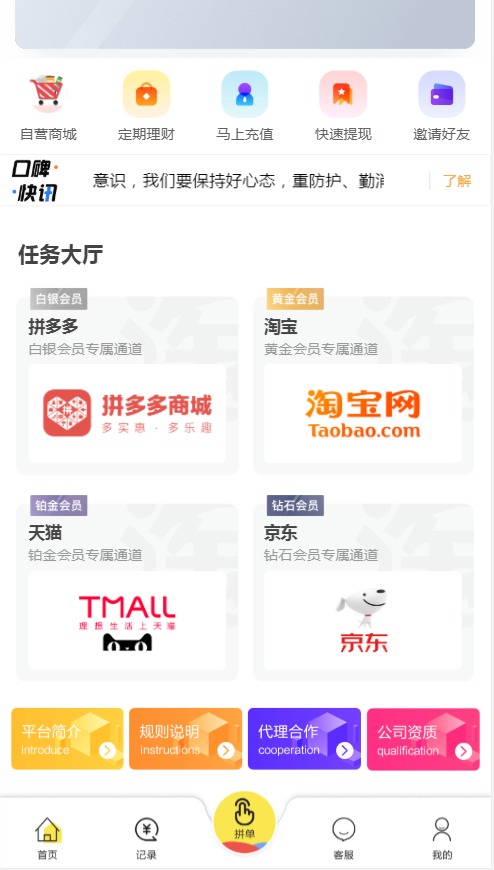 自营商城 定期理财 马上充值 快速提现 邀请好友
口碑
快讯
意识，我们要保持好心态，重防护、勤消
了解
任务大厅
白银会员
拼多多
白银会员专属通道
拼多多商城
多实惠·多乐趣
黄金会员
淘宝
黄金会员专属通道
淘宝网
Taobao.com
铂金会员
天猫
铂金会员专属通道
TMALL
理想生活上天猫
钻石会员
京东
钻石会员专属通道
京东
平台简介
introduce
规则说明
instructions
代理合作
cooperation
公司资质
qualification
首页 记录 拼单 客服 我的